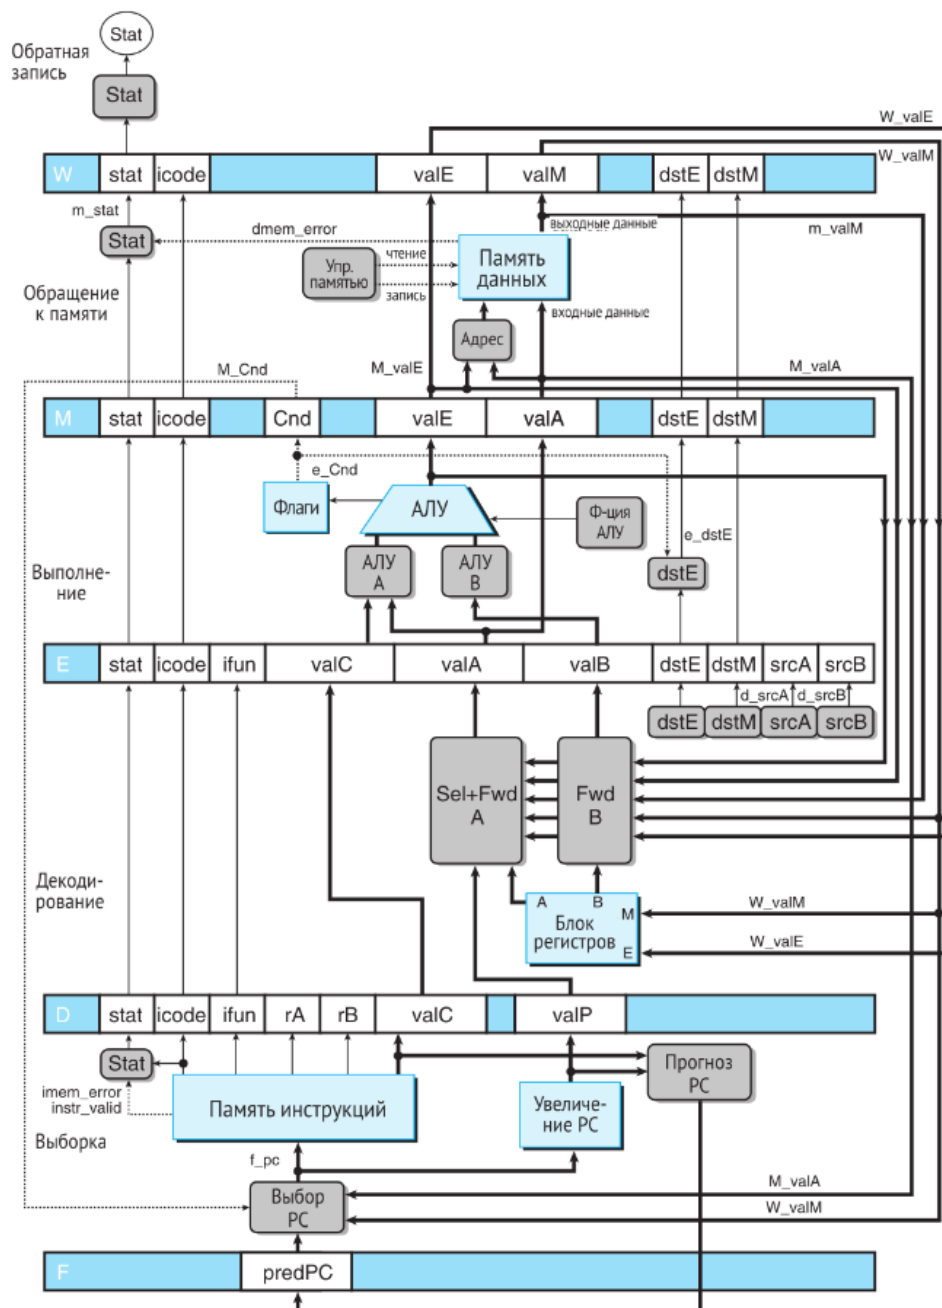 Stat
Обратная
запись
Stat
W_valE
W_valM
W stat icode valE valM dstE dstM
m_stat
Stat
dmem_error
выходные данные
m_valM
Упр.
памятью
чтение
запись
Память
данных
Обращение
к памяти
входные данные
Адрес
M_Cnd
M_valE
M_valA
M stat icode Cnd valE valA dstE dstM
e_Cnd
Флаги
АЛУ
Ф-ция
АЛУ
e_dstE
АЛУ
A
АЛУ
B
dstE
Выполне-
ние
E stat icode ifun valC valA valB dstE dstM srcA srcB
d_srcA d_srcB
dstE dstM srcA srcB
Sel+Fwd
A
Fwd
B
Декоди-
рование
A B
M
E
Блок
регистров
W_valM
W_valE
D stat icode ifun rA rB valC valP
Stat
Прогноз
PC
imem_error
instr_valid
Память инструкций
Увеличе-
ние PC
Выборка
f_pc
Выбор
PC
M_valA
W_valM
F predPC